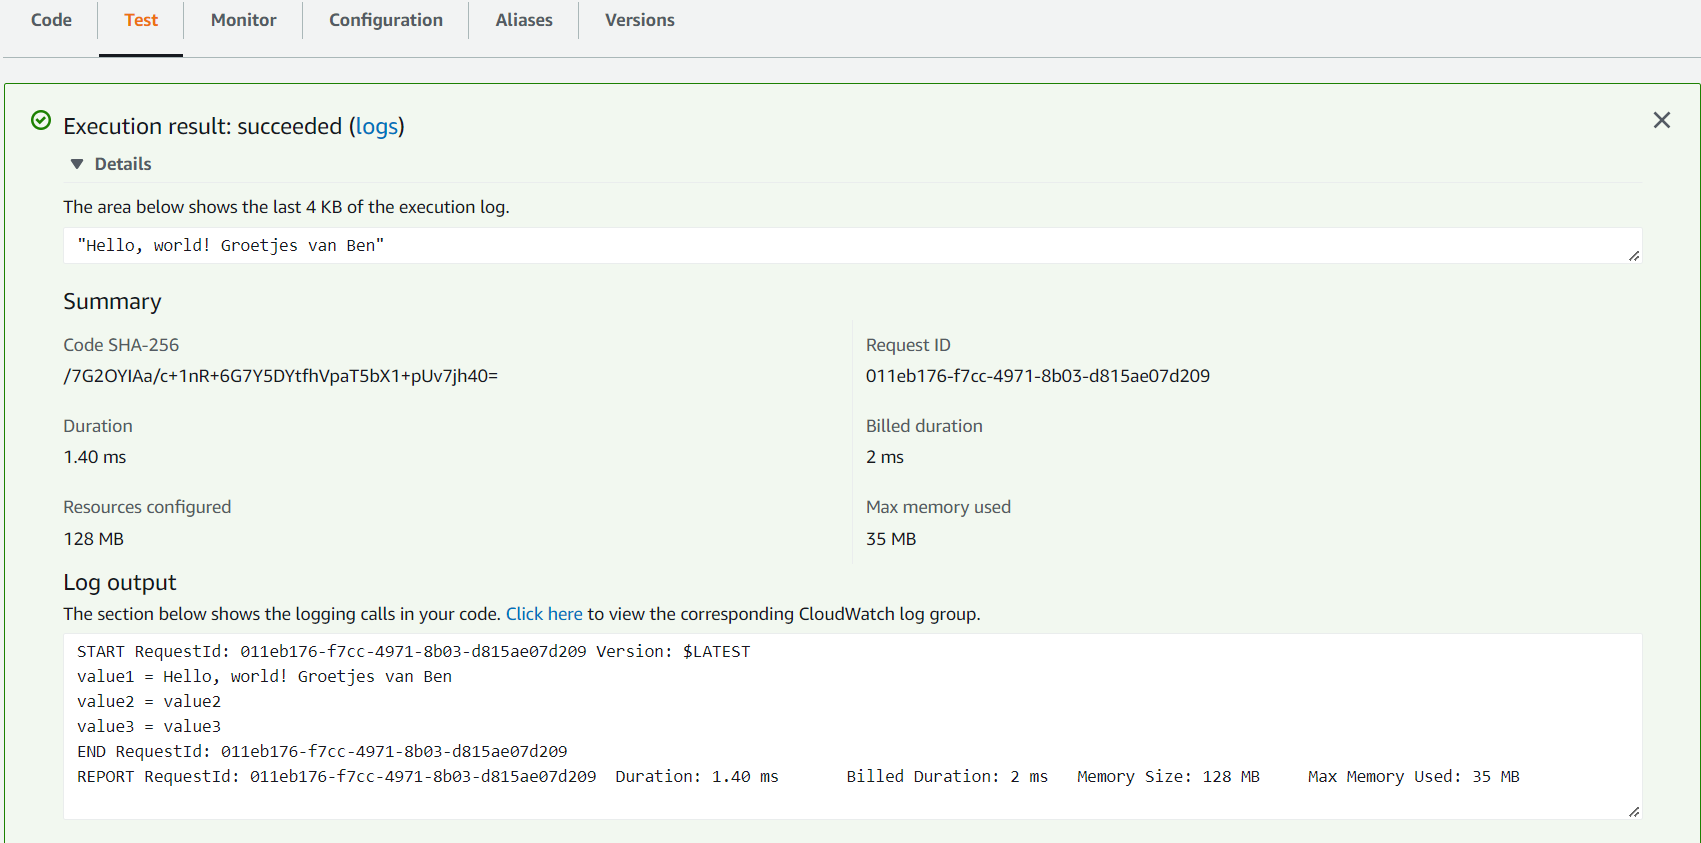 Code Test Monitor Configuration Aliases Versions
Execution result: succeeded (logs)
Details
The area below shows the last 4 KB of the execution log.
"Hello, world! Groetjes van Ben"
Summary
Code SHA-256
/7G2OYIAa/c+1nR+6G7Y5DYtfhVpaT5bX1+pUv7jh40=
Request ID
011eb176-f7cc-4971-8b03-d815ae07d209
Duration
1.40 ms
Billed duration
2 ms
Resources configured
128 MB
Max memory used
35 MB
Log output
The section below shows the logging calls in your code. Click here to view the corresponding CloudWatch log group.
START RequestId: 011eb176-f7cc-4971-8b03-d815ae07d209 Version: $LATEST
value1 = Hello, world! Groetjes van Ben
value2 = value2
value3 = value3
END RequestId: 011eb176-f7cc-4971-8b03-d815ae07d209
REPORT RequestId: 011eb176-f7cc-4971-8b03-d815ae07d209 Duration: 1.40 ms Billed Duration: 2 ms Memory Size: 128 MB Max Memory Used: 35 MB